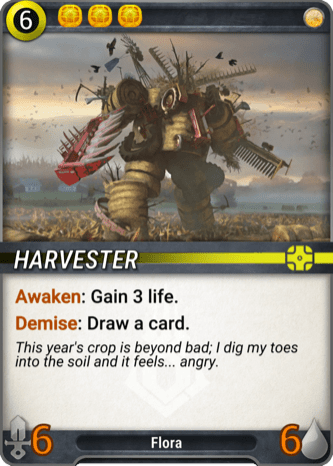 6
HARVESTER
Awaken: Gain 3 life.
Demise: Draw a card.
This year's crop is beyond bad; I dig my toes
into the soil and it feels... angry.
6
Flora
6